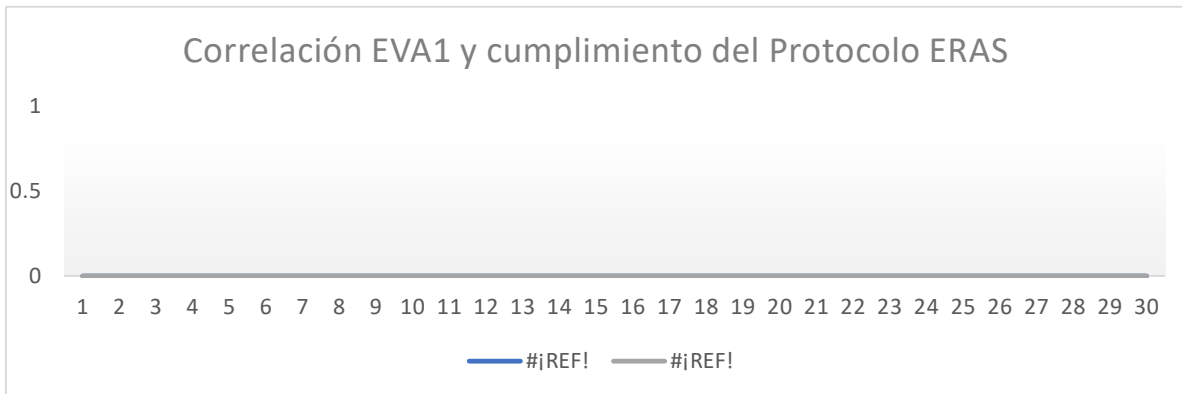 Correlación EVA1 y cumplimiento del Protocolo ERAS
1
0.5
0
1 2 3 4 5 6 7 8 9 10 11 12 13 14 15 16 17 18 19 20 21 22 23 24 25 26 27 28 29 30
#¡REF! #¡REF!